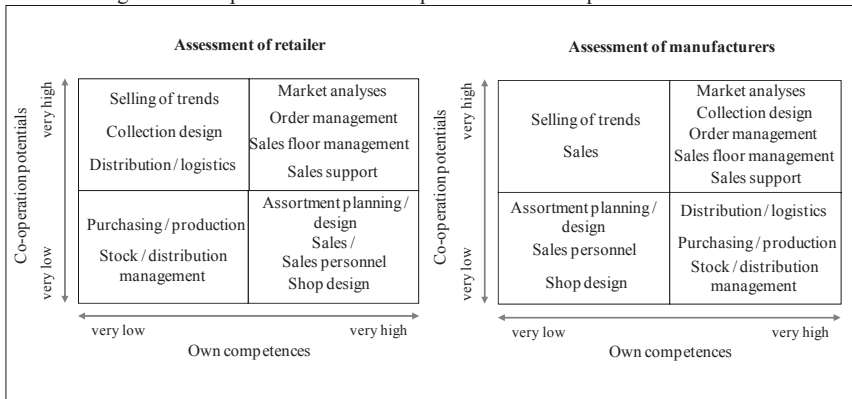 Assessment of retailer
Co-operation potentials
very high
very low
Selling of trends
Collection design
Distribution / logistics
Market analyses
Order management
Sales floor management
Sales support
Purchasing / production
Stock / distribution
management
Assortment planning /
design
Sales /
Sales personnel
Shop design
very low
very high
Own competences
Assessment of manufacturers
Co-operation potentials
very high
very low
Selling of trends
Sales
Market analyses
Collection design
Order management
Sales floor management
Sales support
Assortment planning /
design
Sales personnel
Shop design
Distribution / logistics
Purchasing / production
Stock / distribution
management
very low
very high
Own competences